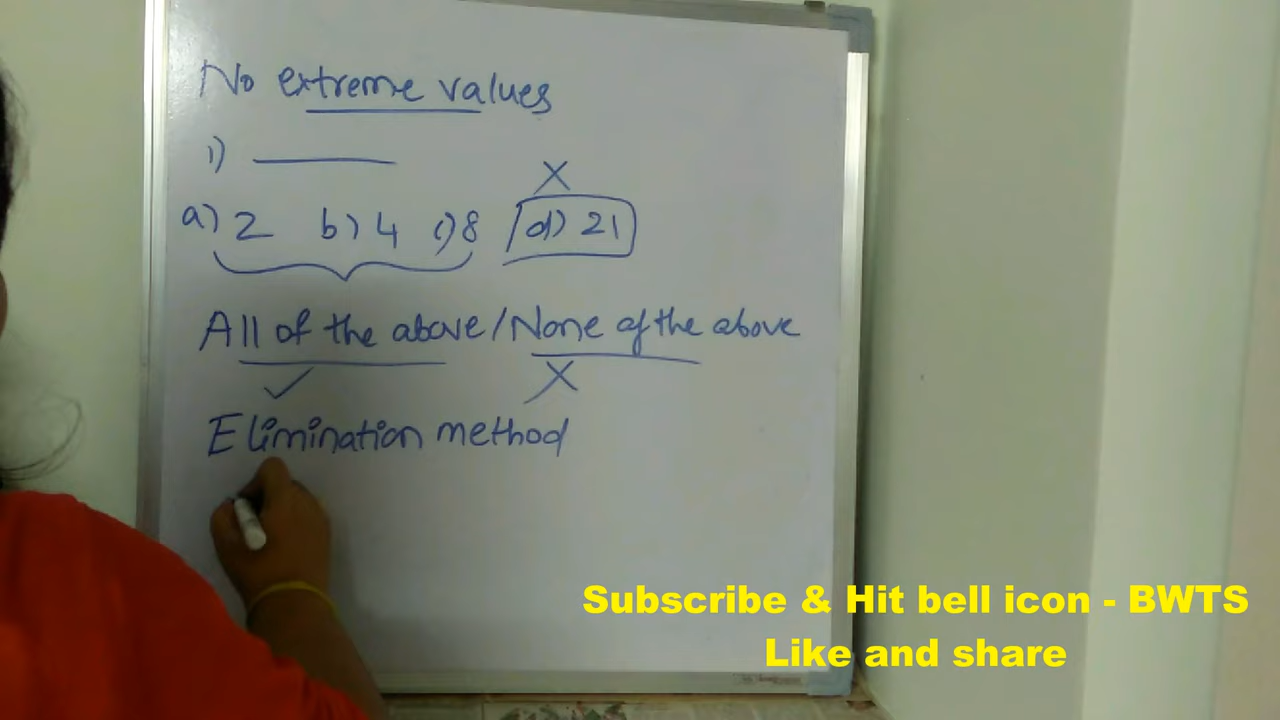 No extreme values
1) ______
X
a) 2 b) 4 c) 8 d) 21
All of the above / None of the above
✓ X
Elimination method
Subscribe & Hit bell icon - BWTS
Like and share